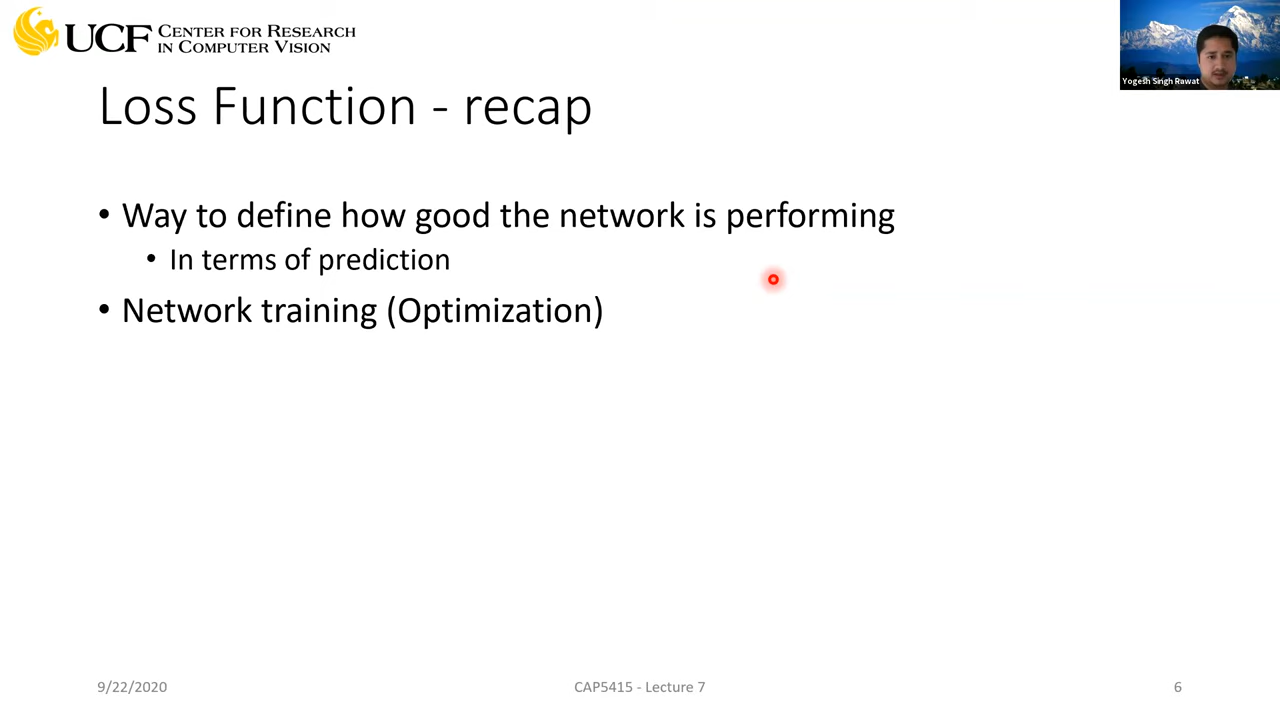 UCF CENTER FOR RESEARCH
IN COMPUTER VISION
Yogesh Singh Rawat
Loss Function - recap
• Way to define how good the network is performing
• In terms of prediction
• Network training (Optimization)
9/22/2020
CAP5415 - Lecture 7
6